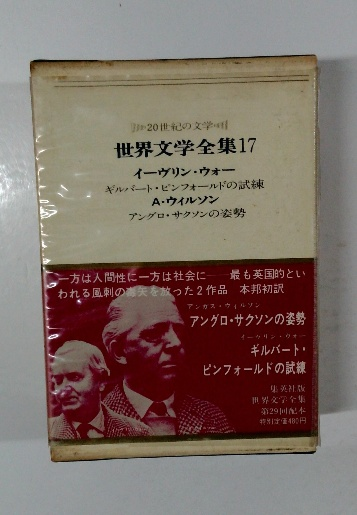 20世紀の文学
世界文学全集17
イーヴリン・ウォー
ギルバート・ピンフォールドの試練
A・ウィルソン
アングロ・サクソンの姿勢
一方は人間性に一方は社会に──最も英国的とい
われる風刺の毒矢を放った2作品 本邦初訳
アンガス・ウィルソン
アングロ・サクソンの姿勢
イーヴリン・ウォー
ギルバート・
ピンフォールドの試練
集英社版
世界文学全集
第29回配本
特別定価480円